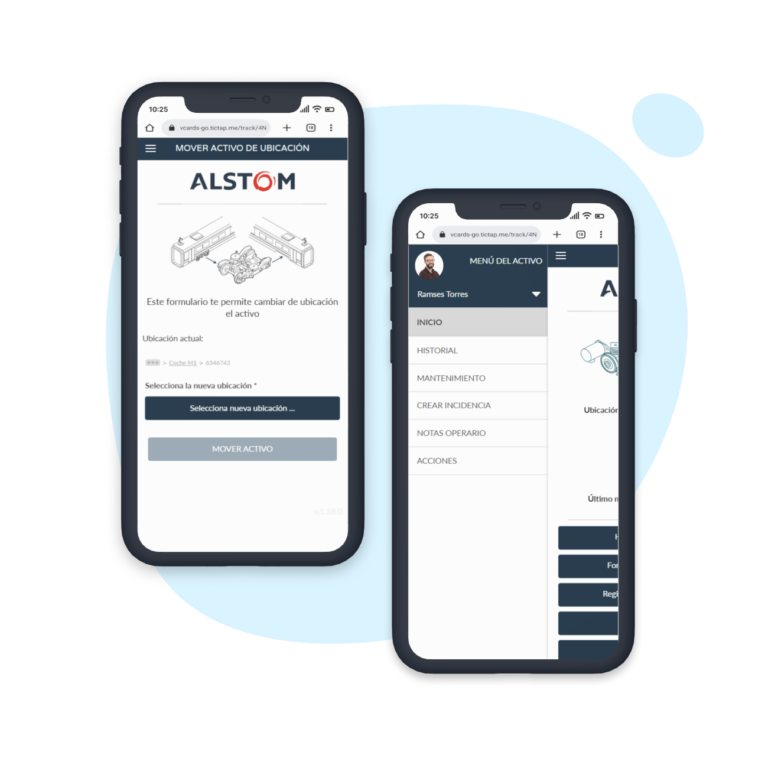 10:25
vcards-go.tictap.me/track/4N
18
MOVER ACTIVO DE UBICACIÓN
ALSTOM
Este formulario te permite cambiar de ubicación
el activo
Ubicación actual:
» Coche M1 » 6346742
Selecciona la nueva ubicación *
Selecciona nueva ubicación ...
MOVER ACTIVO
10:25
vcards-go.tictap.me/track/4N
18
MENÚ DEL ACTIVO
Ramses Torres
INICIO
HISTORIAL
MANTENIMIENTO
CREAR INCIDENCIA
NOTAS OPERARIO
ACCIONES
A
Ubicación
Último m
H
For
Regi